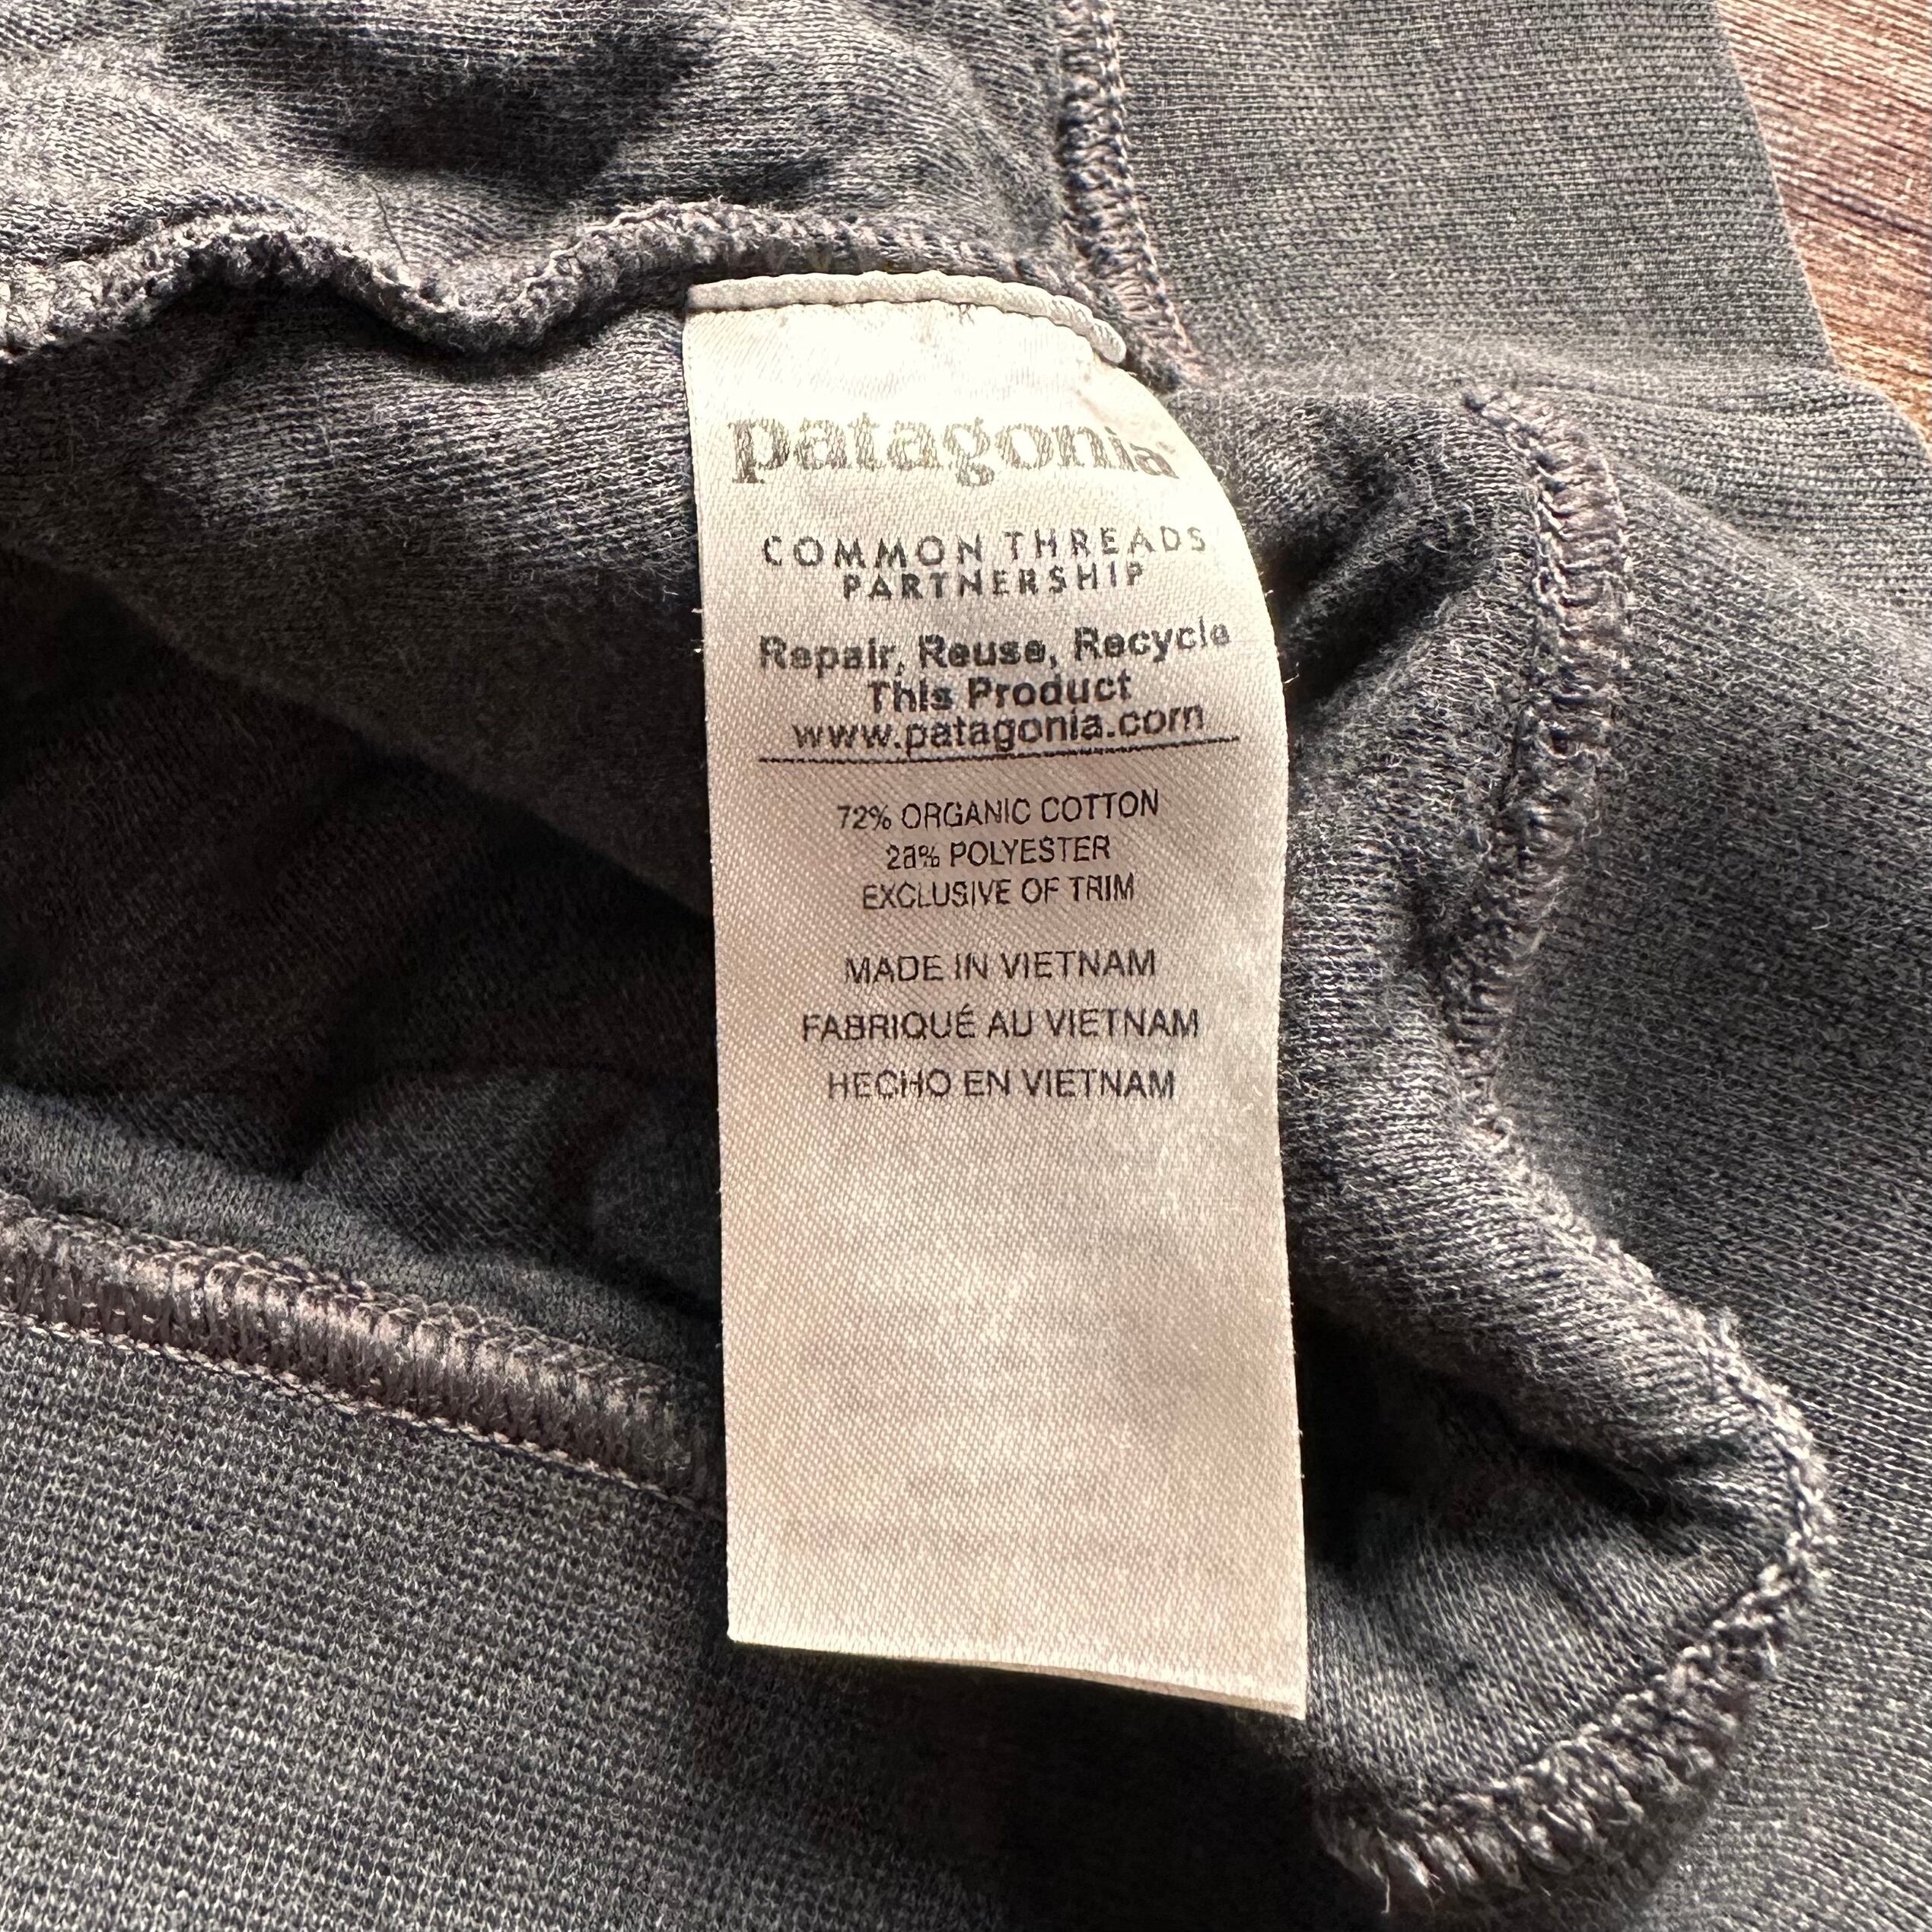 patagonia
COMMON THREADS
PARTNERSHIP
Repair, Reuse, Recycle
This Product
www.patagonia.com
72% ORGANIC COTTON
28% POLYESTER
EXCLUSIVE OF TRIM
MADE IN VIETNAM
FABRIQUÉ AU VIETNAM
HECHO EN VIETNAM